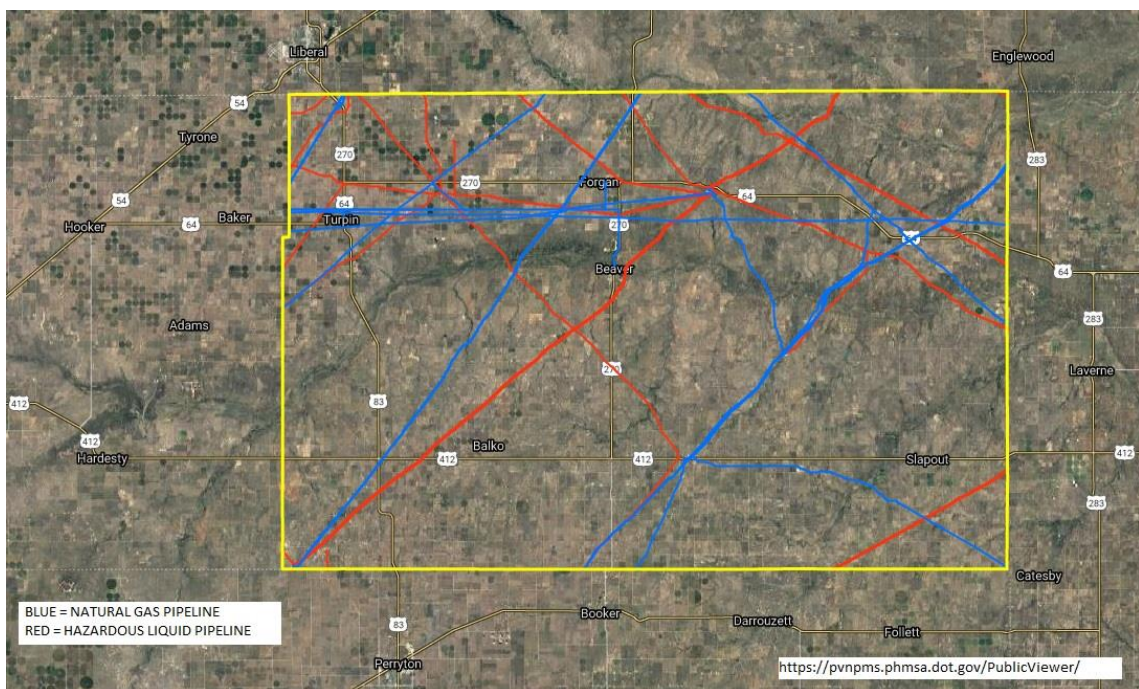 Liberal
Englewood
54
Tyrone
270
283
54
270
Forgan
64
Hooker
64
Baker
64
Turpin
270
Beaver
64
Adams
283
270
Laverne
412
83
412
Hardesty
Balko
412
412
Slapout
412
283
Catesby
BLUE = NATURAL GAS PIPELINE
RED = HAZARDOUS LIQUID PIPELINE
83
Booker
Darrouzett
Follett
Perryton
https://pvnpms.phmsa.dot.gov/PublicViewer/